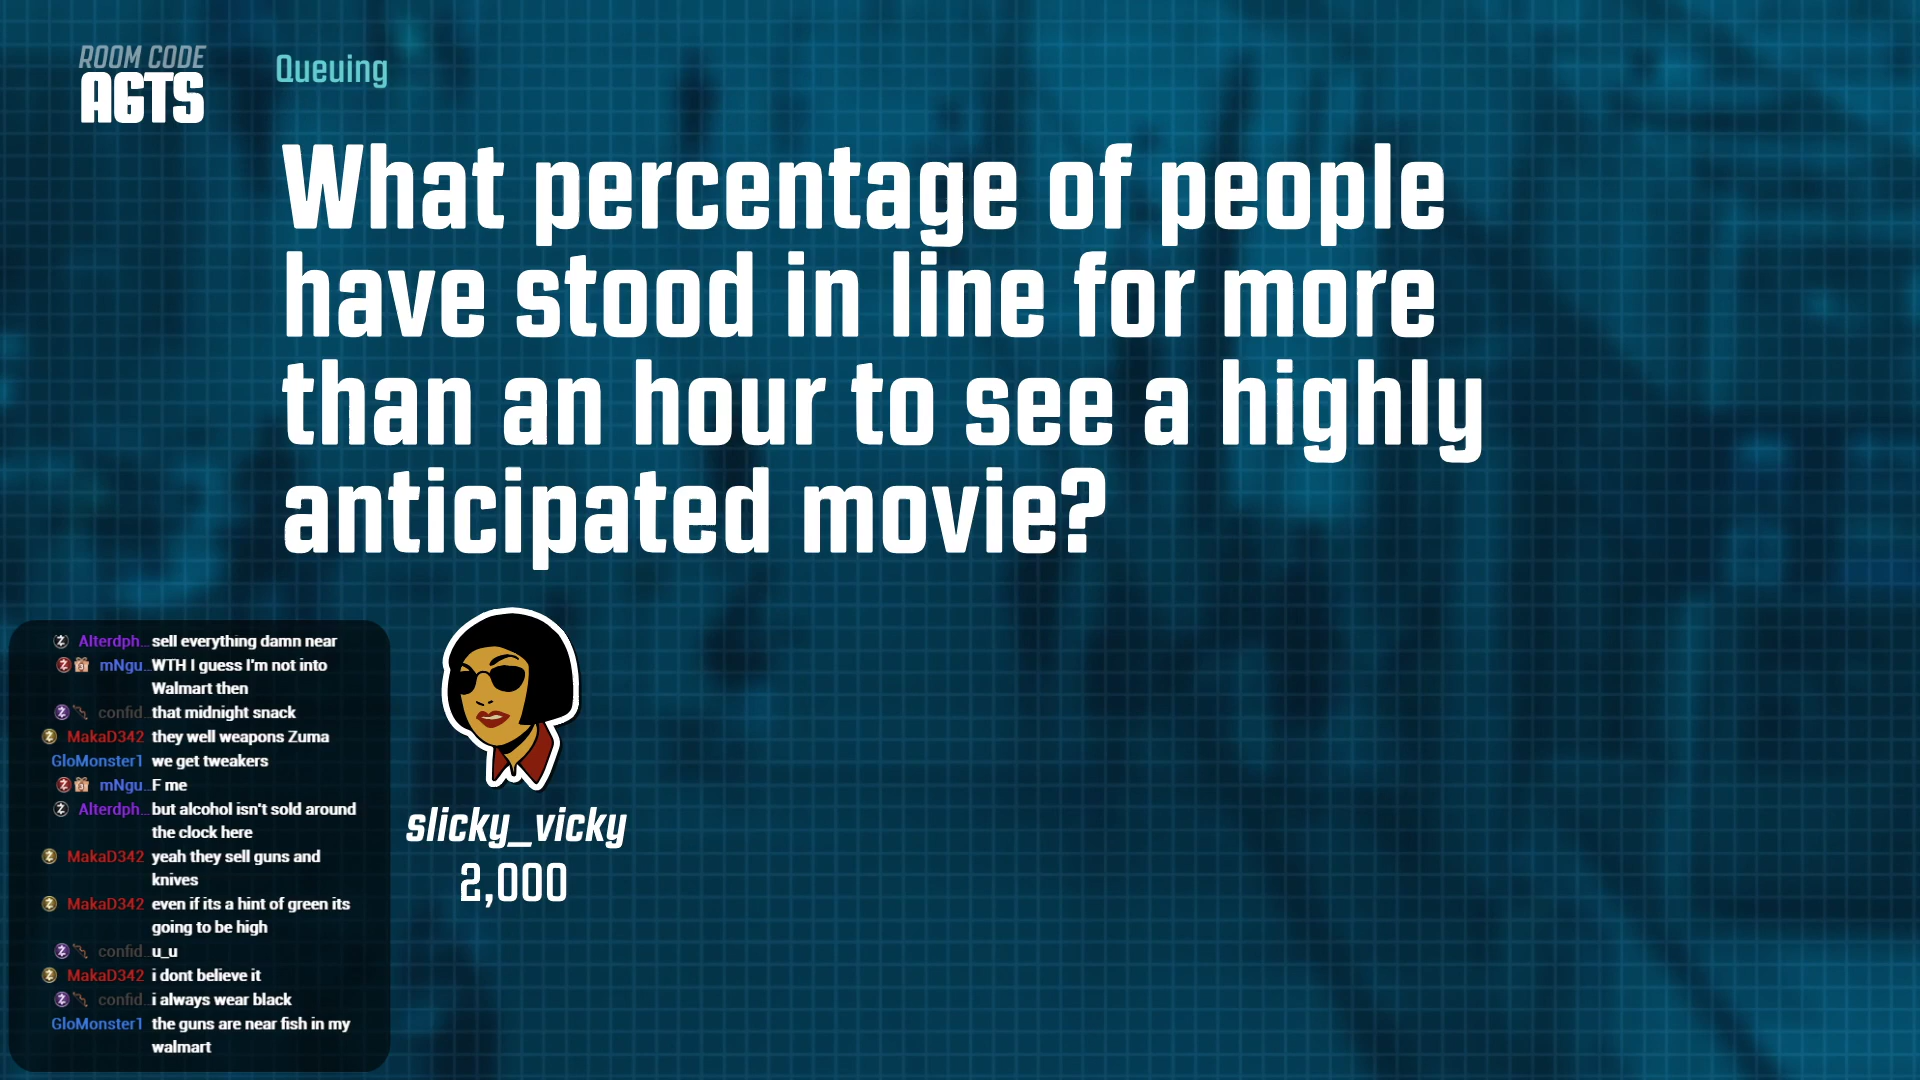 ROOM CODE
A6TS
Queuing
What percentage of people
have stood in line for more
than an hour to see a highly
anticipated movie?
slicky_vicky
2,000
Alterdph... sell everything damn near
mNgu... WTH I guess I'm not into
Walmart then
confid... that midnight snack
MakaD342 they well weapons Zuma
GloMonster1 we get tweakers
mNgu... F me
Alterdph... but alcohol isn't sold around
the clock here
MakaD342 yeah they sell guns and
knives
MakaD342 even if its a hint of green its
going to be high
confid... u_u
MakaD342 i dont believe it
confid... i always wear black
GloMonster1 the guns are near fish in my
walmart